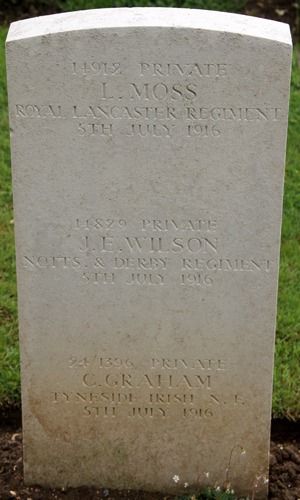 14912 PRIVATE
L. MOSS
ROYAL LANCASTER REGIMENT
5TH JULY 1916
14829 PRIVATE
J. E. WILSON
NOTTS. & DERBY REGIMENT
5TH JULY 1916
24/1396 PRIVATE
C. GRAHAM
TYNESIDE IRISH N. F.
5TH JULY 1916